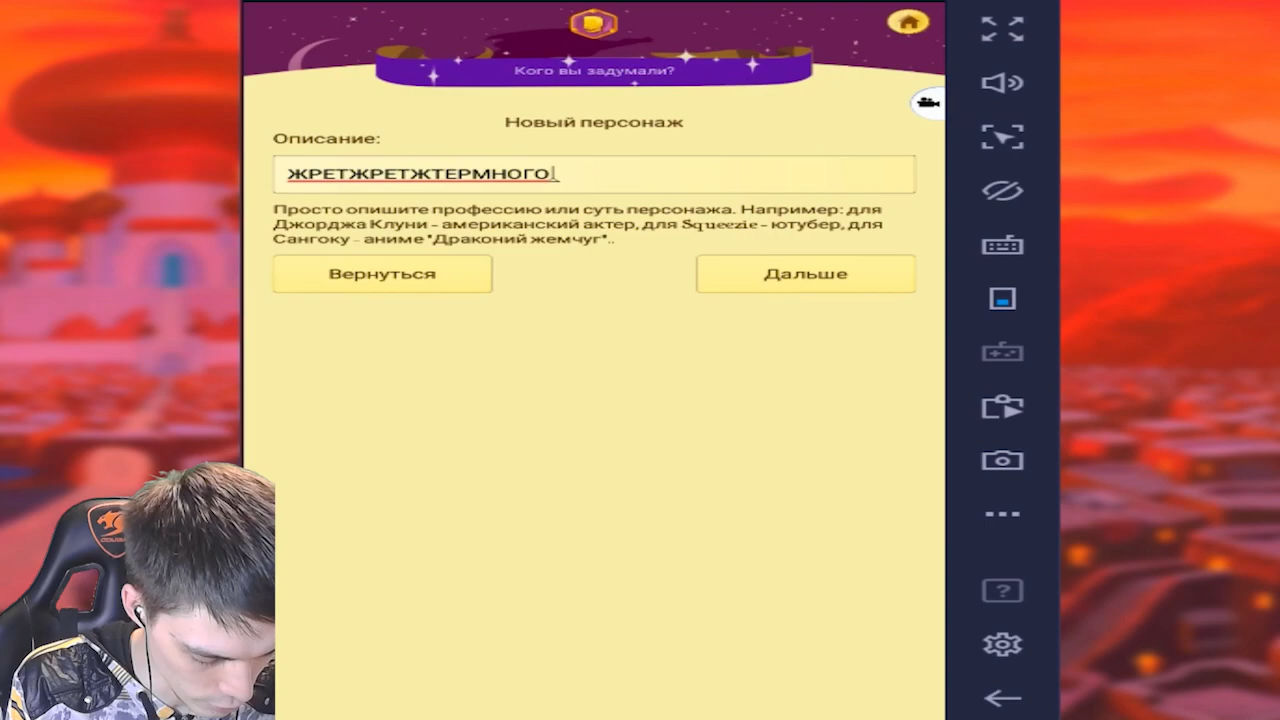 Кого вы задумали?
Новый персонаж
Описание:
ЖРЕТЖРЕТЖТЕРМНОГО
Просто опишите профессию или суть персонажа. Например: для
Джорджа Клуни - американский актер, для Squeezie - ютубер, для
Сангоку - аниме "Драконий жемчуг"..
Вернуться
Дальше